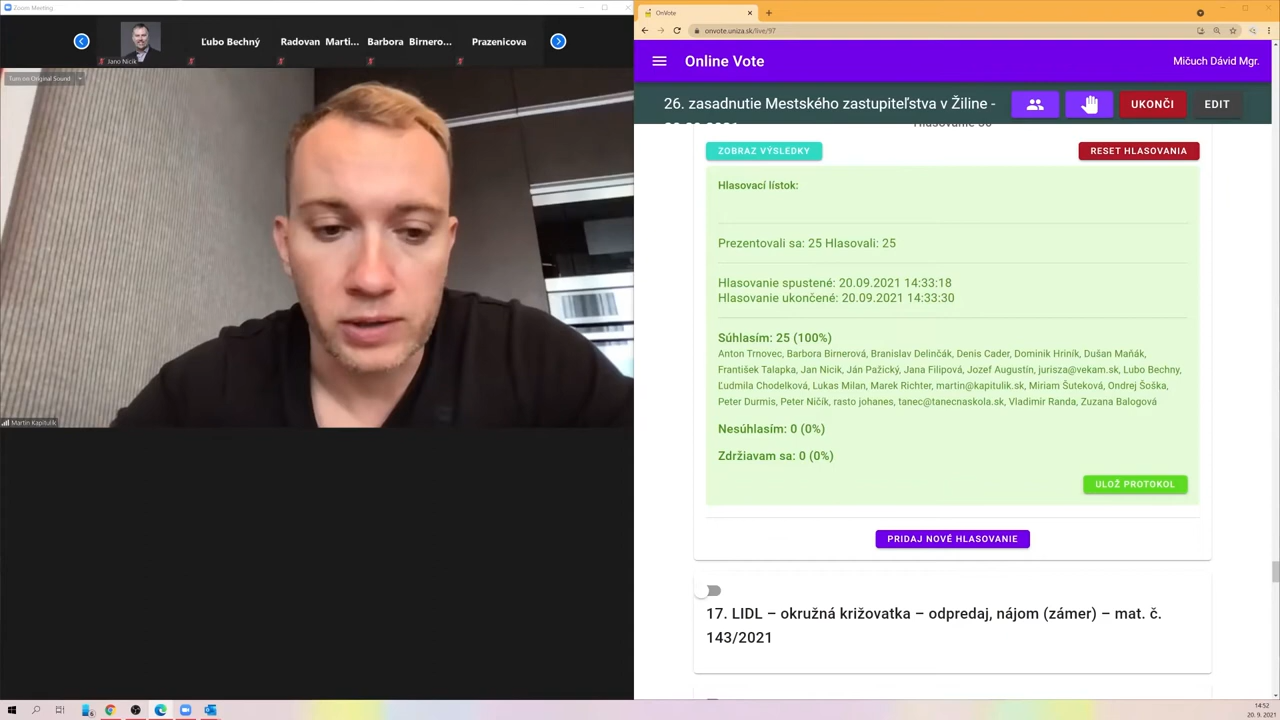 Zoom Meeting
Jano Nicík
Ľubo Bechný
Radovan
Marti...
Barbora
Birnero...
Prazenicova
Turn on Original Sound
Martin Kapitulík
OnVote
onvote.uniza.sk/live/97
Online Vote
Mičuch Dávid Mgr.
26. zasadnutie Mestského zastupiteľstva v Žiline -
UKONČI
EDIT
ZOBRAZ VÝSLEDKY
RESET HLASOVANIA
Hlasovací lístok:
Prezentovali sa: 25 Hlasovali: 25
Hlasovanie spustené: 20.09.2021 14:33:18
Hlasovanie ukončené: 20.09.2021 14:33:30
Súhlasím: 25 (100%)
Anton Trnovec, Barbora Birnerová, Branislav Delinčák, Denis Cader, Dominik Hriník, Dušan Maňák,
František Talapka, Jan Nicik, Ján Pažický, Jana Filipová, Jozef Augustín, jurisza@vekam.sk, Lubo Bechny,
Ľudmila Chodelková, Lukas Milan, Marek Richter, martin@kapitulik.sk, Miriam Šuteková, Ondrej Šoška,
Peter Durmis, Peter Ničík, rasto johanes, tanec@tanecnaskola.sk, Vladimir Randa, Zuzana Balogová
Nesúhlasím: 0 (0%)
Zdržiavam sa: 0 (0%)
ULOŽ PROTOKOL
PRIDAJ NOVÉ HLASOVANIE
17. LIDL – okružná križovatka – odpredaj, nájom (zámer) – mat. č.
143/2021
14:52
20. 9. 2021